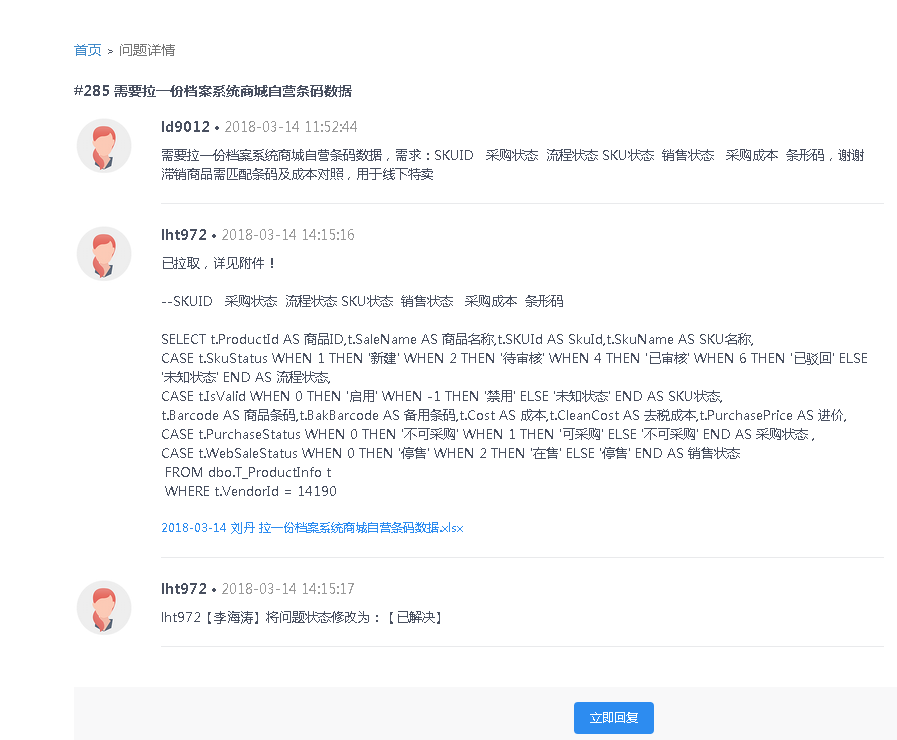 首页 » 问题详情
#285 需要拉一份档案系统商城自营条码数据
ld9012 • 2018-03-14 11:52:44
需要拉一份档案系统商城自营条码数据，需求：SKUID 采购状态 流程状态 SKU状态 销售状态 采购成本 条形码，谢谢
滞销商品需匹配条码及成本对照，用于线下特卖
lht972 • 2018-03-14 14:15:16
已拉取，详见附件！
--SKUID 采购状态 流程状态 SKU状态 销售状态 采购成本 条形码
SELECT t.ProductId AS 商品ID,t.SaleName AS 商品名称,t.SKUId AS SkuId,t.SkuName AS SKU名称,
CASE t.SkuStatus WHEN 1 THEN '新建' WHEN 2 THEN '待审核' WHEN 4 THEN '已审核' WHEN 6 THEN '已驳回' ELSE
'未知状态' END AS 流程状态,
CASE t.IsValid WHEN 0 THEN '启用' WHEN -1 THEN '禁用' ELSE '未知状态' END AS SKU状态,
t.Barcode AS 商品条码,t.BakBarcode AS 备用条码,t.Cost AS 成本,t.CleanCost AS 去税成本,t.PurchasePrice AS 进价,
CASE t.PurchaseStatus WHEN 0 THEN '不可采购' WHEN 1 THEN '可采购' ELSE '不可采购' END AS 采购状态 ,
CASE t.WebSaleStatus WHEN 0 THEN '停售' WHEN 2 THEN '在售' ELSE '停售' END AS 销售状态
FROM dbo.T_ProductInfo t
WHERE t.VendorId = 14190
2018-03-14 刘丹 拉一份档案系统商城自营条码数据.xlsx
lht972 • 2018-03-14 14:15:17
lht972【李海涛】将问题状态修改为：【已解决】
立即回复